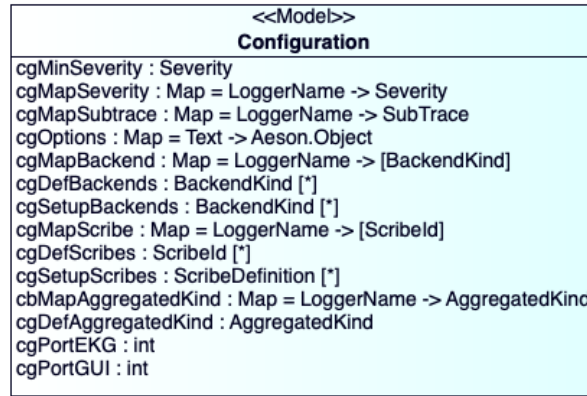 <<Model>>
Configuration
cgMinSeverity : Severity
cgMapSeverity : Map = LoggerName -> Severity
cgMapSubtrace : Map = LoggerName -> SubTrace
cgOptions : Map = Text -> Aeson.Object
cgMapBackend : Map = LoggerName -> [BackendKind]
cgDefBackends : BackendKind [*]
cgSetupBackends : BackendKind [*]
cgMapScribe : Map = LoggerName -> [ScribeId]
cgDefScribes : ScribeId [*]
cgSetupScribes : ScribeDefinition [*]
cbMapAggregatedKind : Map = LoggerName -> AggregatedKind
cgDefAggregatedKind : AggregatedKind
cgPortEKG : int
cgPortGUI : int